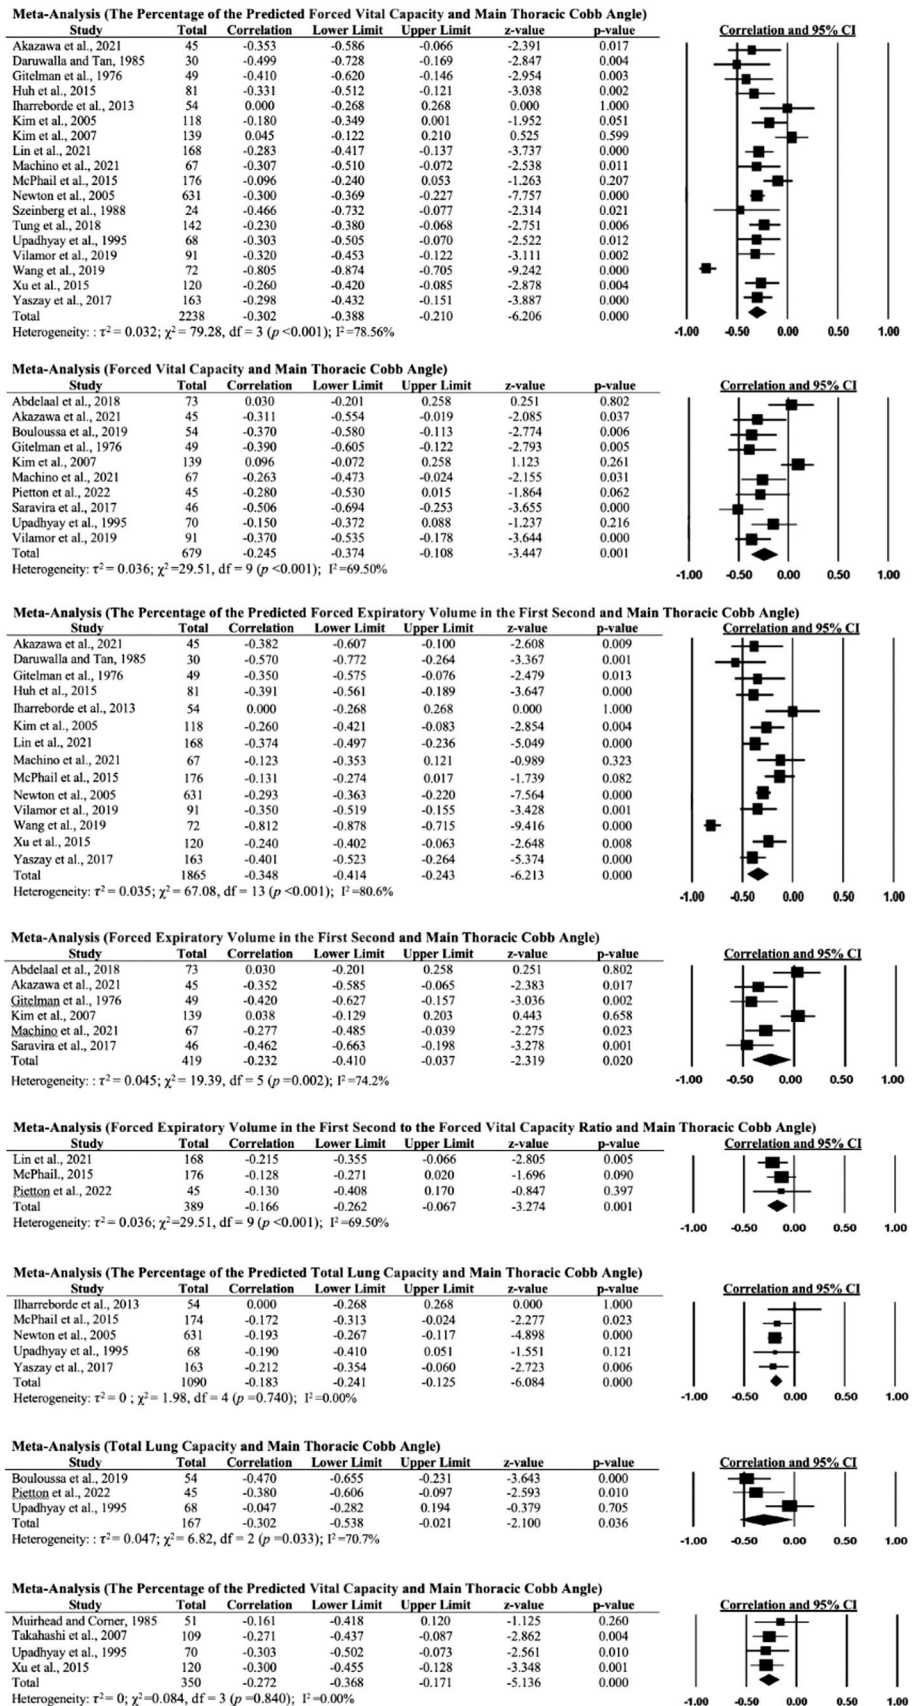 Meta-Analysis (The Percentage of the Predicted Forced Vital Capacity and Main Thoracic Cobb Angle)
Study Total Correlation Lower Limit Upper Limit z-value p-value Correlation and 95% CI
Akazawa et al., 2021 45 -0.353 -0.586 -0.066 -2.391 0.017
Daruwalla and Tan, 1985 30 -0.499 -0.728 -0.169 -2.847 0.004
Gitelman et al., 1976 49 -0.410 -0.620 -0.146 -2.954 0.003
Huh et al., 2015 81 -0.331 -0.512 -0.121 -3.038 0.002
Iharreborde et al., 2013 54 0.000 -0.268 0.268 0.000 1.000
Kim et al., 2005 118 -0.180 -0.349 0.001 -1.952 0.051
Kim et al., 2007 139 0.045 -0.122 0.210 0.525 0.599
Lin et al., 2021 168 -0.283 -0.417 -0.137 -3.737 0.000
Machino et al., 2021 67 -0.307 -0.510 -0.072 -2.538 0.011
McPhail et al., 2015 176 -0.096 -0.240 0.053 -1.263 0.207
Newton et al., 2005 631 -0.300 -0.369 -0.227 -7.757 0.000
Szeinberg et al., 1988 24 -0.466 -0.732 -0.077 -2.314 0.021
Tung et al., 2018 142 -0.230 -0.380 -0.068 -2.751 0.006
Upadhyay et al., 1995 68 -0.303 -0.505 -0.070 -2.522 0.012
Vilamor et al., 2019 91 -0.320 -0.453 -0.122 -3.111 0.002
Wang et al., 2019 72 -0.805 -0.874 -0.705 -9.242 0.000
Xu et al., 2015 120 -0.260 -0.420 -0.085 -2.878 0.004
Yaszay et al., 2017 163 -0.298 -0.432 -0.151 -3.887 0.000
Total 2238 -0.302 -0.388 -0.210 -6.206 0.000
Heterogeneity: : τ² = 0.032; χ² = 79.28, df = 3 (p <0.001); I²=78.56%
-1.00 -0.50 0.00 0.50 1.00
Meta-Analysis (Forced Vital Capacity and Main Thoracic Cobb Angle)
Study Total Correlation Lower Limit Upper Limit z-value p-value Correlation and 95% CI
Abdelaal et al., 2018 73 0.030 -0.201 0.258 0.251 0.802
Akazawa et al., 2021 45 -0.311 -0.554 -0.019 -2.085 0.037
Bouloussa et al., 2019 54 -0.370 -0.580 -0.113 -2.774 0.006
Gitelman et al., 1976 49 -0.390 -0.605 -0.122 -2.793 0.005
Kim et al., 2007 139 0.096 -0.072 0.258 1.123 0.261
Machino et al., 2021 67 -0.263 -0.473 -0.024 -2.155 0.031
Pietton et al., 2022 45 -0.280 -0.530 0.015 -1.864 0.062
Saravira et al., 2017 46 -0.506 -0.694 -0.253 -3.655 0.000
Upadhyay et al., 1995 70 -0.150 -0.372 0.088 -1.237 0.216
Vilamor et al., 2019 91 -0.370 -0.535 -0.178 -3.644 0.000
Total 679 -0.245 -0.374 -0.108 -3.447 0.001
Heterogeneity: τ² = 0.036; χ²=29.51, df = 9 (p <0.001); I²=69.50%
-1.00 -0.50 0.00 0.50 1.00
Meta-Analysis (The Percentage of the Predicted Forced Expiratory Volume in the First Second and Main Thoracic Cobb Angle)
Study Total Correlation Lower Limit Upper Limit z-value p-value Correlation and 95% CI
Akazawa et al., 2021 45 -0.382 -0.607 -0.100 -2.608 0.009
Daruwalla and Tan, 1985 30 -0.570 -0.772 -0.264 -3.367 0.001
Gitelman et al., 1976 49 -0.350 -0.575 -0.076 -2.479 0.013
Huh et al., 2015 81 -0.391 -0.561 -0.189 -3.647 0.000
Iharreborde et al., 2013 54 0.000 -0.268 0.268 0.000 1.000
Kim et al., 2005 118 -0.260 -0.421 -0.083 -2.854 0.004
Lin et al., 2021 168 -0.374 -0.497 -0.236 -5.049 0.000
Machino et al., 2021 67 -0.123 -0.353 0.121 -0.989 0.323
McPhail et al., 2015 176 -0.131 -0.274 0.017 -1.739 0.082
Newton et al., 2005 631 -0.293 -0.363 -0.220 -7.564 0.000
Vilamor et al., 2019 91 -0.350 -0.519 -0.155 -3.428 0.001
Wang et al., 2019 72 -0.812 -0.878 -0.715 -9.416 0.000
Xu et al., 2015 120 -0.240 -0.402 -0.063 -2.648 0.008
Yaszay et al., 2017 163 -0.401 -0.523 -0.264 -5.374 0.000
Total 1865 -0.348 -0.414 -0.243 -6.213 0.000
Heterogeneity: τ² = 0.035; χ² = 67.08, df = 13 (p <0.001); I²=80.6%
-1.00 -0.50 0.00 0.50 1.00
Meta-Analysis (Forced Expiratory Volume in the First Second and Main Thoracic Cobb Angle)
Study Total Correlation Lower Limit Upper Limit z-value p-value Correlation and 95% CI
Abdelaal et al., 2018 73 0.030 -0.201 0.258 0.251 0.802
Akazawa et al., 2021 45 -0.352 -0.585 -0.065 -2.383 0.017
Gitelman et al., 1976 49 -0.420 -0.627 -0.157 -3.036 0.002
Kim et al., 2007 139 0.038 -0.129 0.203 0.443 0.658
Machino et al., 2021 67 -0.277 -0.485 -0.039 -2.275 0.023
Saravira et al., 2017 46 -0.462 -0.663 -0.198 -3.278 0.001
Total 419 -0.232 -0.410 -0.037 -2.319 0.020
Heterogeneity: : τ² = 0.045; χ² = 19.39, df = 5 (p =0.002); I²=74.2%
-1.00 -0.50 0.00 0.50 1.00
Meta-Analysis (Forced Expiratory Volume in the First Second to the Forced Vital Capacity Ratio and Main Thoracic Cobb Angle)
Study Total Correlation Lower Limit Upper Limit z-value p-value Correlation and 95% CI
Lin et al., 2021 168 -0.215 -0.355 -0.066 -2.805 0.005
McPhail., 2015 176 -0.128 -0.271 0.020 -1.696 0.090
Pietton et al., 2022 45 -0.130 -0.408 0.170 -0.847 0.397
Total 389 -0.166 -0.262 -0.067 -3.274 0.001
Heterogeneity: τ² = 0.036; χ²=29.51, df = 9 (p <0.001); I²=69.50%
-1.00 -0.50 0.00 0.50 1.00
Meta-Analysis (The Percentage of the Predicted Total Lung Capacity and Main Thoracic Cobb Angle)
Study Total Correlation Lower Limit Upper Limit z-value p-value Correlation and 95% CI
Ilharreborde et al., 2013 54 0.000 -0.268 0.268 0.000 1.000
McPhail et al., 2015 174 -0.172 -0.313 -0.024 -2.277 0.023
Newton et al., 2005 631 -0.193 -0.267 -0.117 -4.898 0.000
Upadhyay et al., 1995 68 -0.190 -0.410 0.051 -1.551 0.121
Yaszay et al., 2017 163 -0.212 -0.354 -0.060 -2.723 0.006
Total 1090 -0.183 -0.241 -0.125 -6.084 0.000
Heterogeneity: τ² = 0 ; χ²= 1.98, df = 4 (p =0.740); I²=0.00%
-1.00 -0.50 0.00 0.50 1.00
Meta-Analysis (Total Lung Capacity and Main Thoracic Cobb Angle)
Study Total Correlation Lower Limit Upper Limit z-value p-value Correlation and 95% CI
Bouloussa et al., 2019 54 -0.470 -0.655 -0.231 -3.643 0.000
Pietton et al., 2022 45 -0.380 -0.606 -0.097 -2.593 0.010
Upadhyay et al., 1995 68 -0.047 -0.282 0.194 -0.379 0.705
Total 167 -0.302 -0.538 -0.021 -2.100 0.036
Heterogeneity: : τ² = 0.047; χ²= 6.82, df = 2 (p =0.033); I²=70.7%
-1.00 -0.50 0.00 0.50 1.00
Meta-Analysis (The Percentage of the Predicted Vital Capacity and Main Thoracic Cobb Angle)
Study Total Correlation Lower Limit Upper Limit z-value p-value Correlation and 95% CI
Muirhead and Corner, 1985 51 -0.161 -0.418 0.120 -1.125 0.260
Takahashi et al., 2007 109 -0.271 -0.437 -0.087 -2.862 0.004
Upadhyay et al., 1995 70 -0.303 -0.502 -0.073 -2.561 0.010
Xu et al., 2015 120 -0.300 -0.455 -0.128 -3.348 0.001
Total 350 -0.272 -0.368 -0.171 -5.136 0.000
Heterogeneity: τ² = 0; χ²=0.084, df = 3 (p =0.840); I²=0.00%
-1.00 -0.50 0.00 0.50 1.00